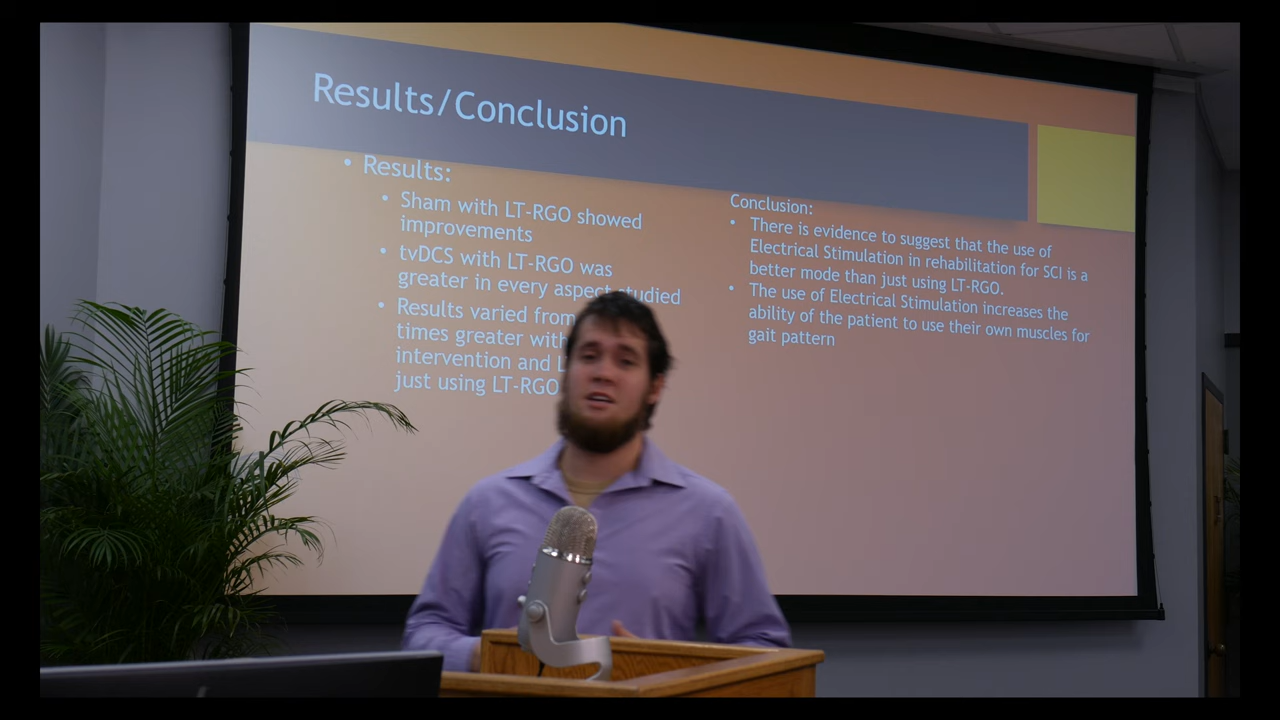 Results/Conclusion
• Results:
• Sham with LT-RGO showed
improvements
• tvDCS with LT-RGO was
greater in every aspect studied
• Results varied from
times greater with
intervention and
just using LT-RGO
Conclusion:
• There is evidence to suggest that the use of
Electrical Stimulation in rehabilitation for SCI is a
better mode than just using LT-RGO.
• The use of Electrical Stimulation increases the
ability of the patient to use their own muscles for
gait pattern